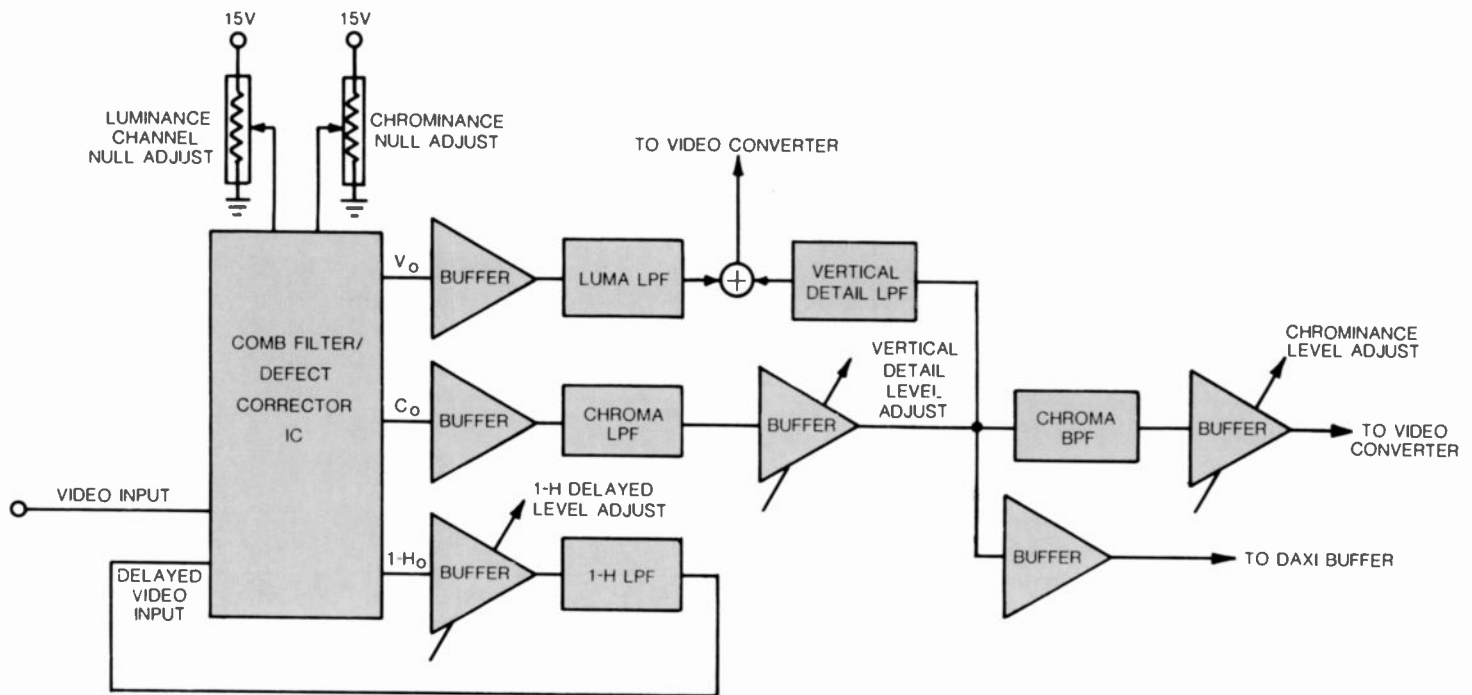 15V
15V
LUMINANCE
CHANNEL
NULL ADJUST
CHROMINANCE
NULL ADJUST
TO VIDEO CONVERTER
V₀
BUFFER
LUMA LPF
+
VERTICAL
DETAIL LPF
COMB FILTER/
DEFECT
CORRECTOR
IC
C₀
BUFFER
CHROMA
LPF
BUFFER
VERTICAL
DETAIL
LEVEL
ADJUST
CHROMA
BPF
CHROMINANCE
LEVEL ADJUST
BUFFER
TO VIDEO
CONVERTER
VIDEO INPUT
DELAYED
VIDEO
INPUT
1-H₀
BUFFER
1-H DELAYED
LEVEL ADJUST
1-H LPF
BUFFER
TO DAXI BUFFER